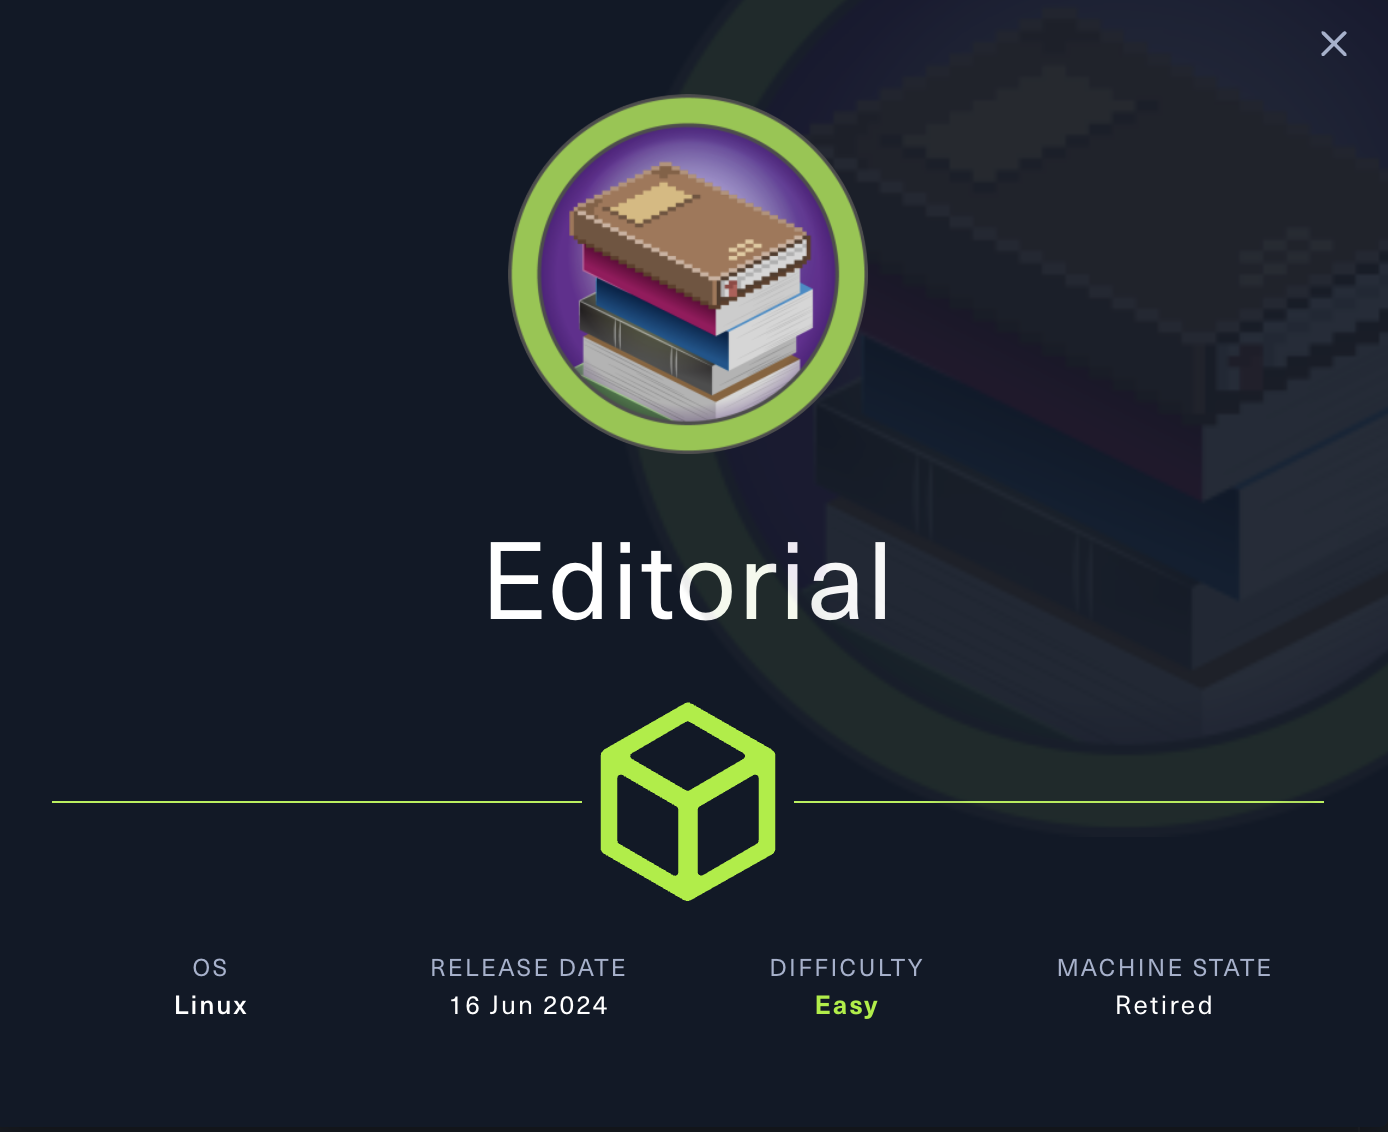 Editorial
OS
Linux
RELEASE DATE
16 Jun 2024
DIFFICULTY
Easy
MACHINE STATE
Retired